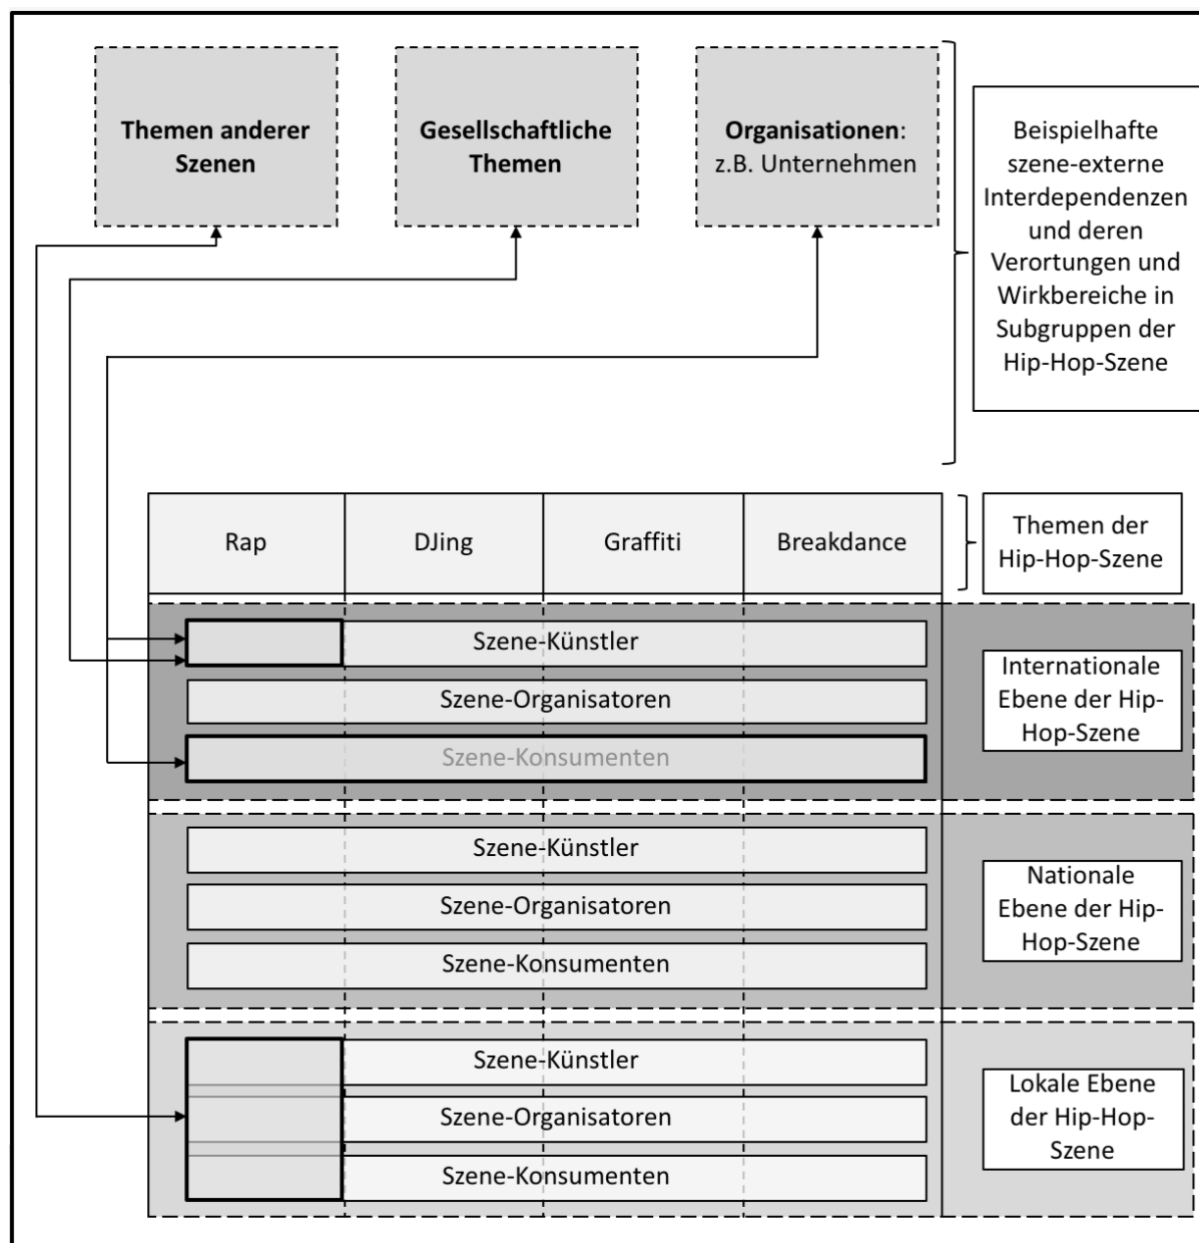 Themen anderer
Szenen
Gesellschaftliche
Themen
Organisationen:
z.B. Unternehmen
Beispielhafte
szene-externe
Interdependenzen
und deren
Verortungen und
Wirkbereiche in
Subgruppen der
Hip-Hop-Szene
Rap
DJing
Graffiti
Breakdance
Themen der
Hip-Hop-Szene
Szene-Künstler
Szene-Organisatoren
Szene-Konsumenten
Internationale
Ebene der Hip-
Hop-Szene
Szene-Künstler
Szene-Organisatoren
Szene-Konsumenten
Nationale
Ebene der Hip-
Hop-Szene
Szene-Künstler
Szene-Organisatoren
Szene-Konsumenten
Lokale Ebene
der Hip-Hop-
Szene